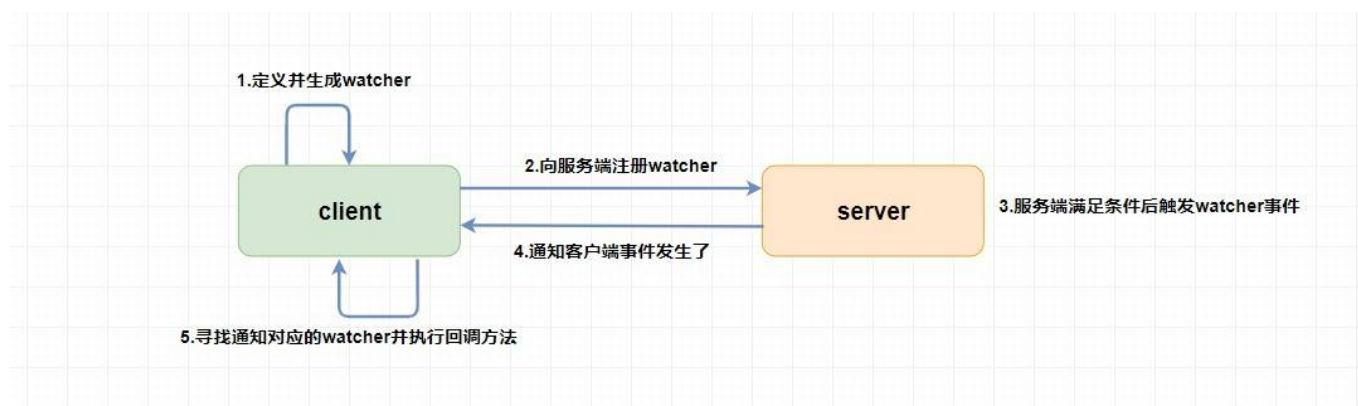 1.定义并生成watcher
2.向服务端注册watcher
client
server
3.服务端满足条件后触发watcher事件
4.通知客户端事件发生了
5.寻找通知对应的watcher并执行回调方法